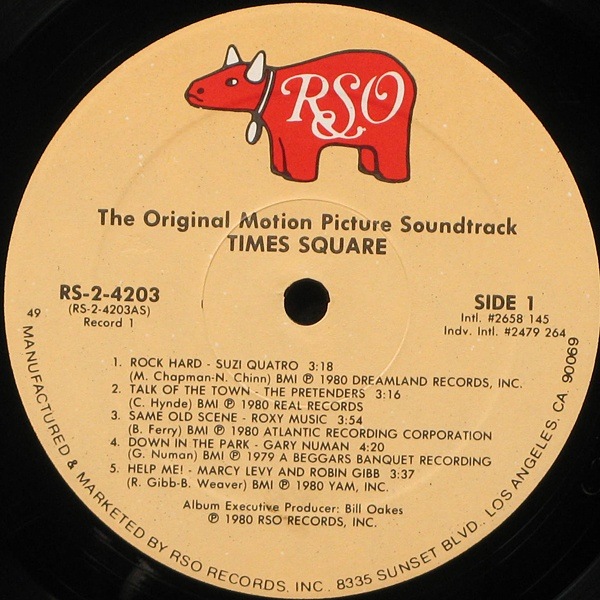 RSO
The Original Motion Picture Soundtrack
TIMES SQUARE
RS-2-4203
(RS-2-4203AS)
Record 1
SIDE 1
Intl. #2658 145
Indv. Intl. #2479 264
49
1. ROCK HARD - SUZI QUATRO 3:18
(M. Chapman-N. Chinn) BMI ℗ 1980 DREAMLAND RECORDS, INC.
2. TALK OF THE TOWN - THE PRETENDERS 3:16
(C. Hynde) BMI ℗ 1980 REAL RECORDS
3. SAME OLD SCENE - ROXY MUSIC 3:54
(B. Ferry) BMI ℗ 1980 ATLANTIC RECORDING CORPORATION
4. DOWN IN THE PARK - GARY NUMAN 4:20
(G. Numan) BMI ℗ 1979 A BEGGARS BANQUET RECORDING
5. HELP ME! - MARCY LEVY AND ROBIN GIBB 3:37
(R. Gibb-B. Weaver) BMI ℗ 1980 YAM, INC.
Album Executive Producer: Bill Oakes
℗ 1980 RSO RECORDS, INC.
MANUFACTURED & MARKETED BY RSO RECORDS, INC. 8335 SUNSET BLVD., LOS ANGELES, CA. 90069